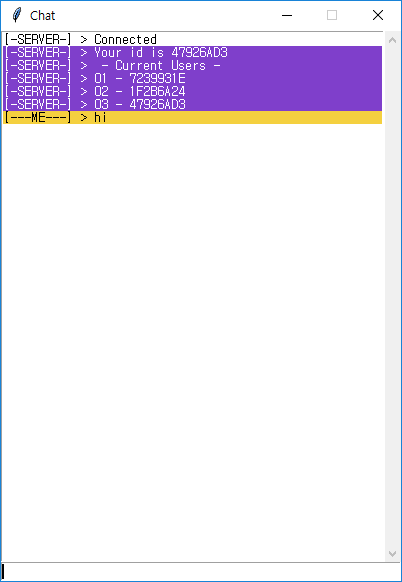 Chat
[-SERVER-] > Connected
[-SERVER-] > Your id is 47926AD3
[-SERVER-] >  - Current Users -
[-SERVER-] > 01 - 7239931E
[-SERVER-] > 02 - 1F2B6A24
[-SERVER-] > 03 - 47926AD3
[---ME---] > hi